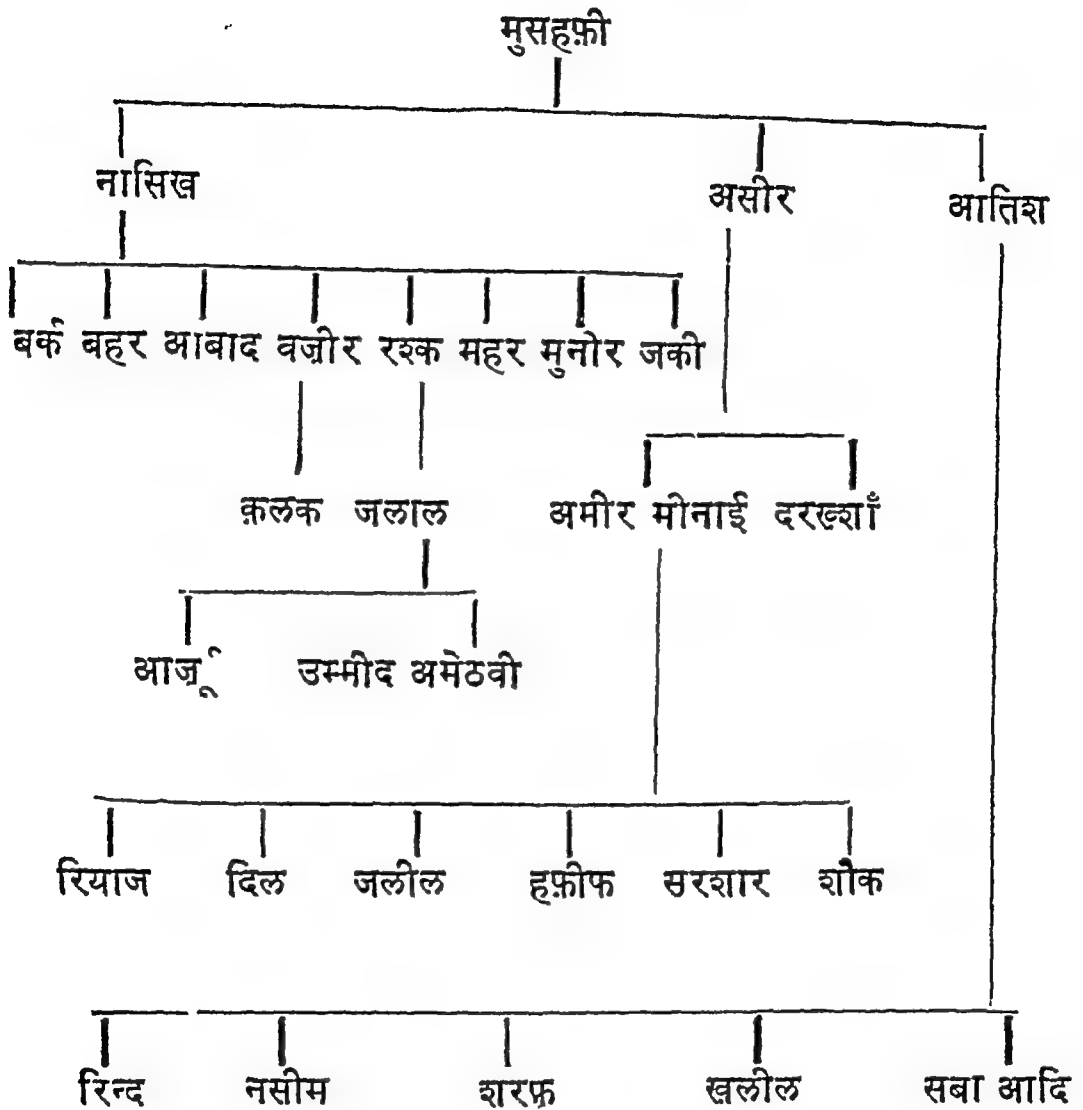 मुसहफ़ी
नासिख असीर आतिश
बर्क बहर आबाद वज़ीर रश्क महर मुनीर जकी
क़लक जलाल अमीर मीनाई दरख्शाँ
आर्ज़ू उम्मीद अमेठवी
रियाज दिल जलील हफ़ीफ सरशार शौक
रिन्द नसीम शरफ़ खलील सबा आदि